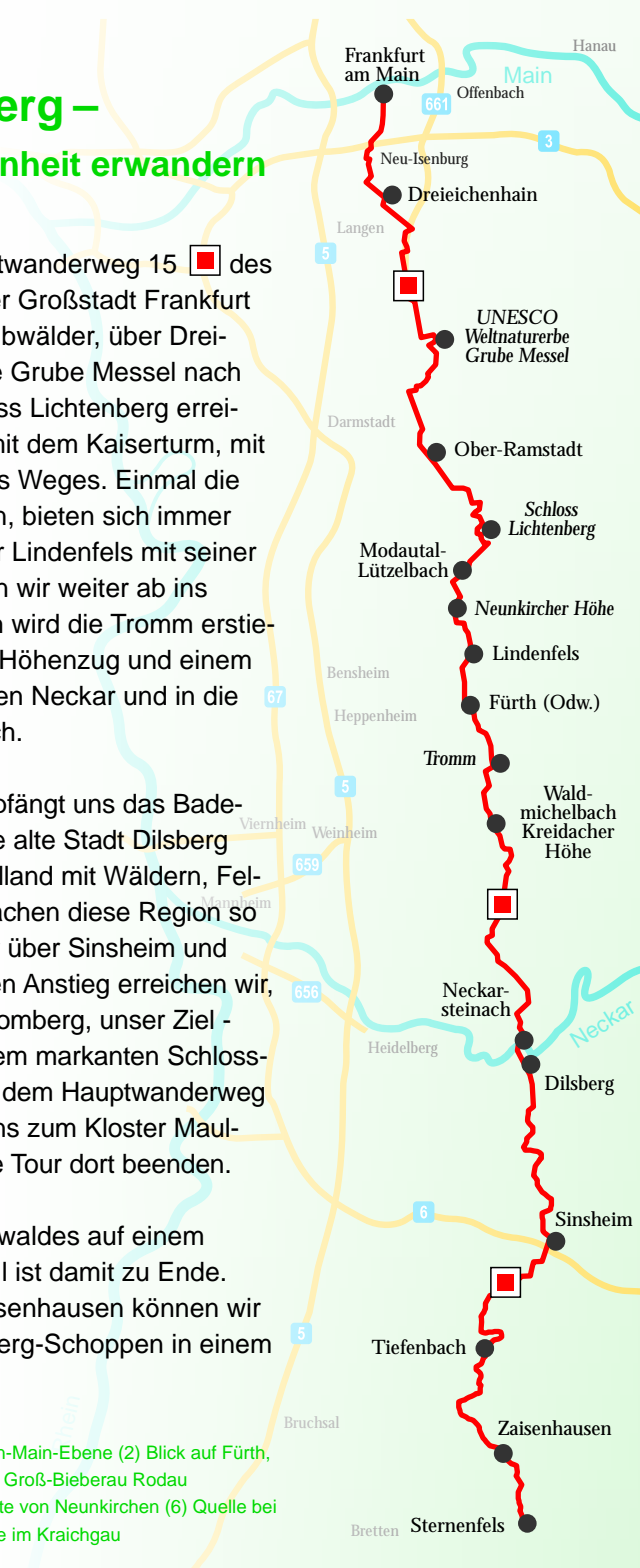 erg –
enheit erwandern
twanderweg 15 des
er Großstadt Frankfurt
bwälder, über Drei-
e Grube Messel nach
ss Lichtenberg errei-
nit dem Kaiserturm, mit
s Weges. Einmal die
n, bieten sich immer
r Lindenfels mit seiner
n wir weiter ab ins
n wird die Tromm erstie-
Höhenzug und einem
en Neckar und in die
ch.
ofängt uns das Bade-
e alte Stadt Dilsberg
lland mit Wäldern, Fel-
achen diese Region so
über Sinsheim und
en Anstieg erreichen wir,
omberg, unser Ziel -
em markanten Schloss-
dem Hauptwanderweg
ns zum Kloster Maul-
e Tour dort beenden.
waldes auf einem
l ist damit zu Ende.
isenhausen können wir
erg-Schoppen in einem
n-Main-Ebene (2) Blick auf Fürth,
Groß-Bieberau Rodau
te von Neunkirchen (6) Quelle bei
e im Kraichgau
Frankfurt
am Main
Hanau
Main
Offenbach
661
3
Neu-Isenburg
Dreieichenhain
Langen
5
UNESCO
Weltnaturerbe
Grube Messel
Darmstadt
Ober-Ramstadt
Schloss
Lichtenberg
Modautal-
Lützelbach
Neunkircher Höhe
Lindenfels
Bensheim
67
Fürth (Odw.)
Heppenheim
Tromm
5
Wald-
michelbach
Kreidacher
Höhe
Viernheim
Weinheim
659
Mannheim
656
Neckar-
steinach
Neckar
Heidelberg
Dilsberg
6
Sinsheim
5
Tiefenbach
Bruchsal
Zaisenhausen
Bretten
Sternenfels